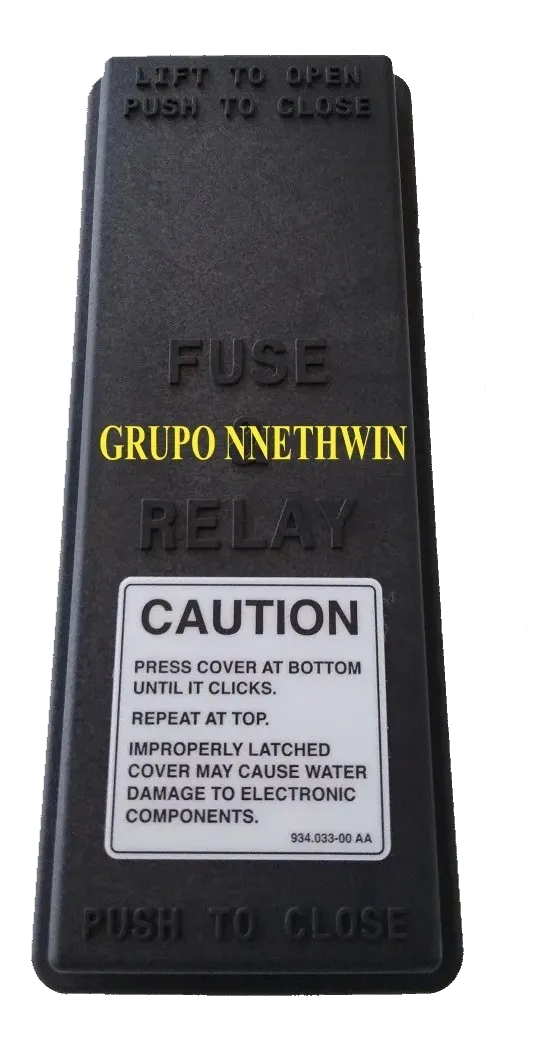 LIFT TO OPEN
PUSH TO CLOSE
FUSE
&
GRUPO NNETHWIN
RELAY
CAUTION
PRESS COVER AT BOTTOM
UNTIL IT CLICKS.
REPEAT AT TOP.
IMPROPERLY LATCHED
COVER MAY CAUSE WATER
DAMAGE TO ELECTRONIC
COMPONENTS.
934.033-00 AA
PUSH TO CLOSE